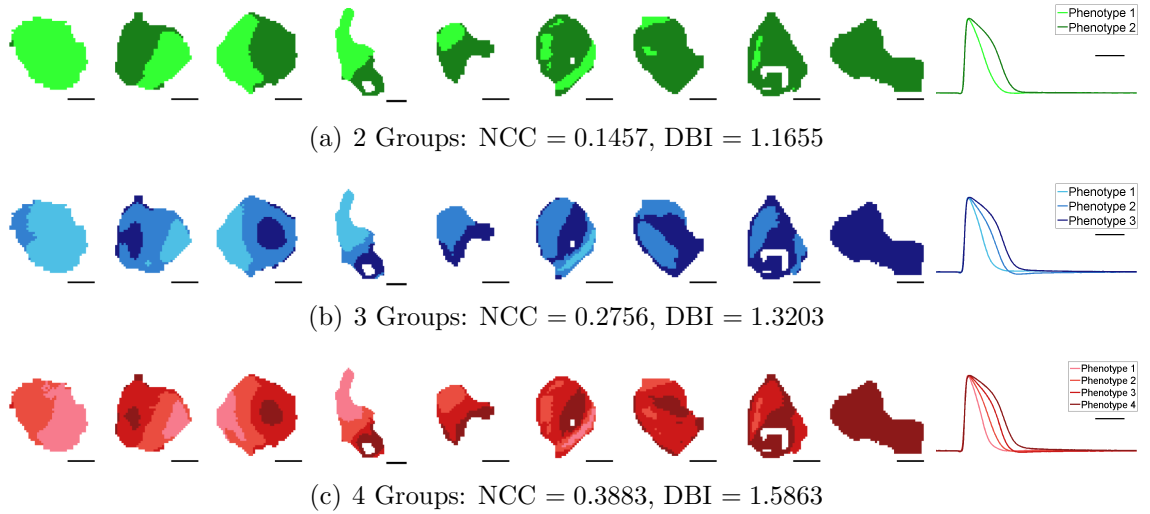 Phenotype 1
Phenotype 2
(a) 2 Groups: NCC = 0.1457, DBI = 1.1655
Phenotype 1
Phenotype 2
Phenotype 3
(b) 3 Groups: NCC = 0.2756, DBI = 1.3203
Phenotype 1
Phenotype 2
Phenotype 3
Phenotype 4
(c) 4 Groups: NCC = 0.3883, DBI = 1.5863